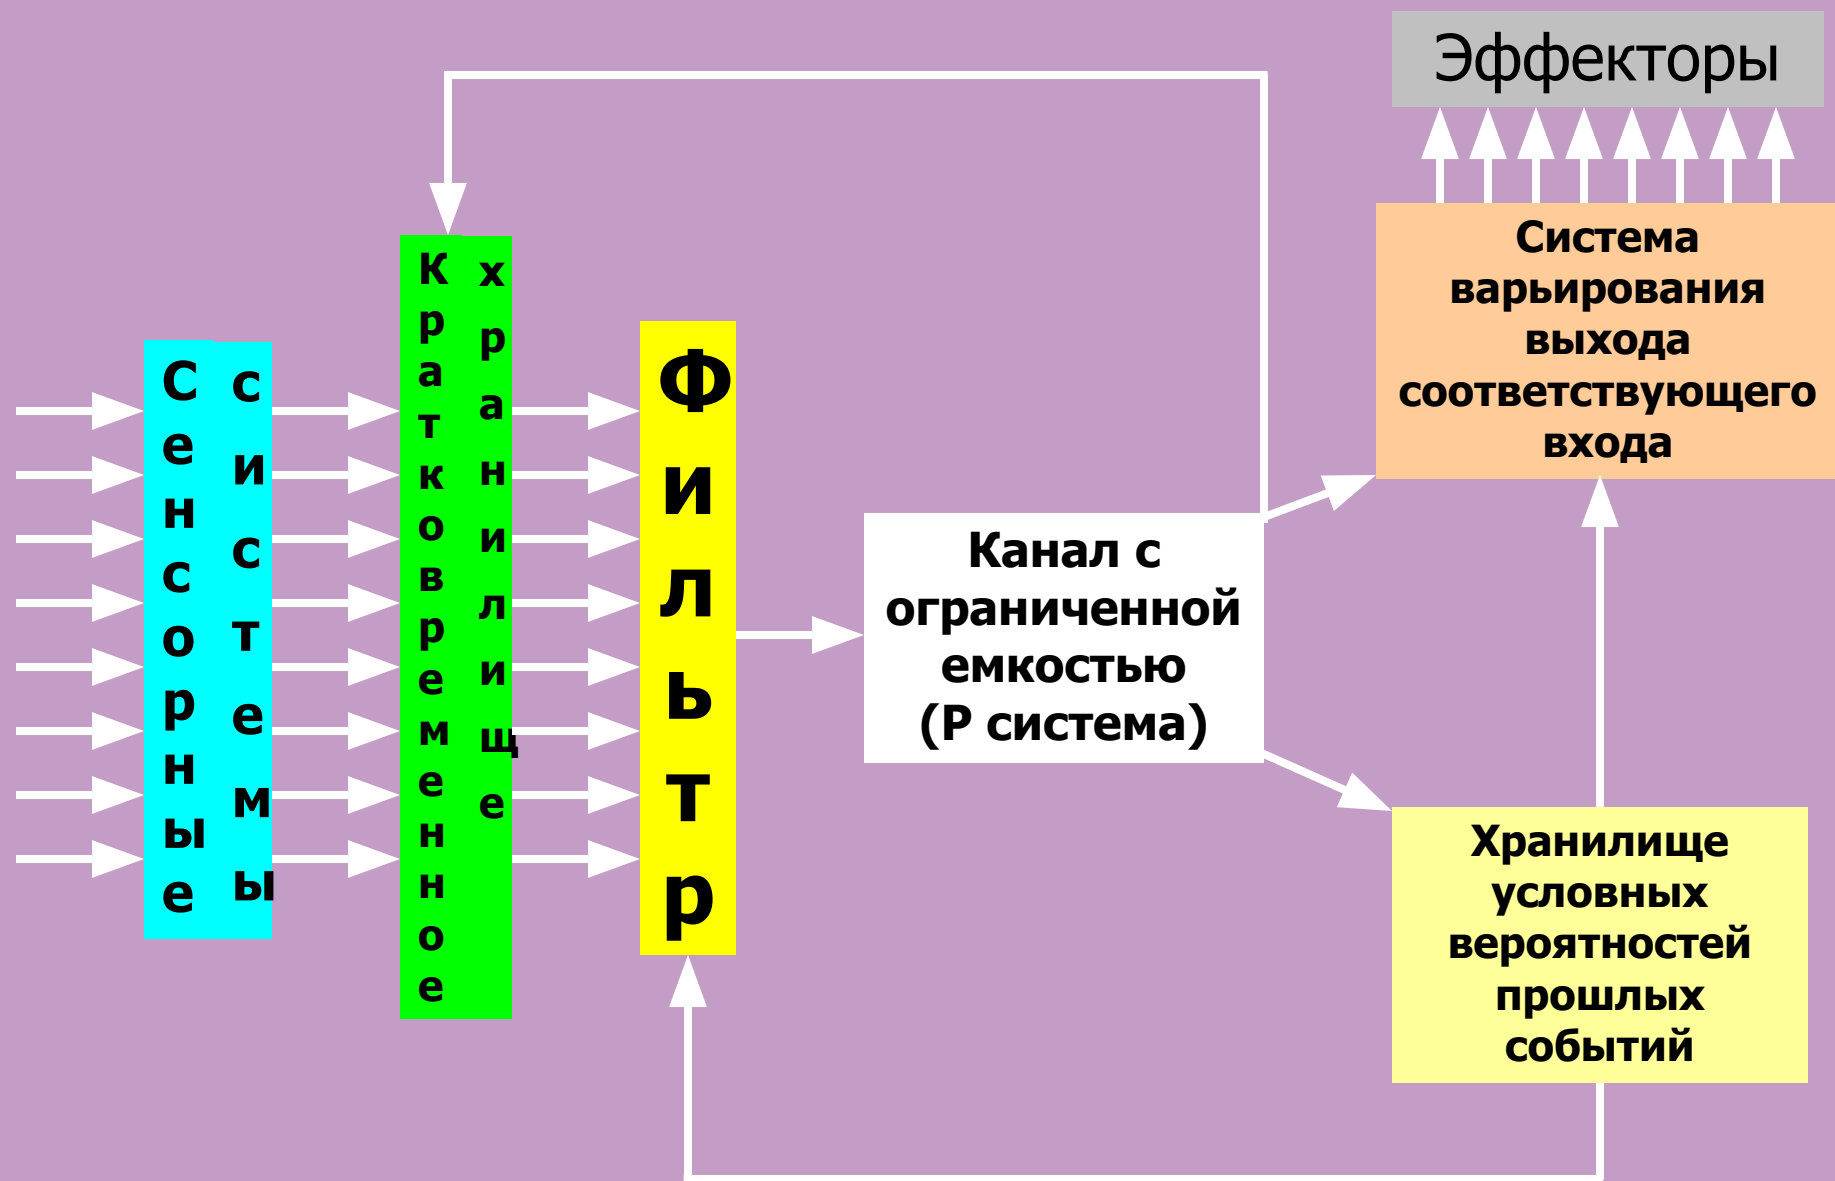 Эффекторы
Сенсорные
системы
Кратковременное
хранилище
Фильтр
Канал с
ограниченной
емкостью
(Р система)
Система
варьирования
выхода
соответствующего
входа
Хранилище
условных
вероятностей
прошлых
событий